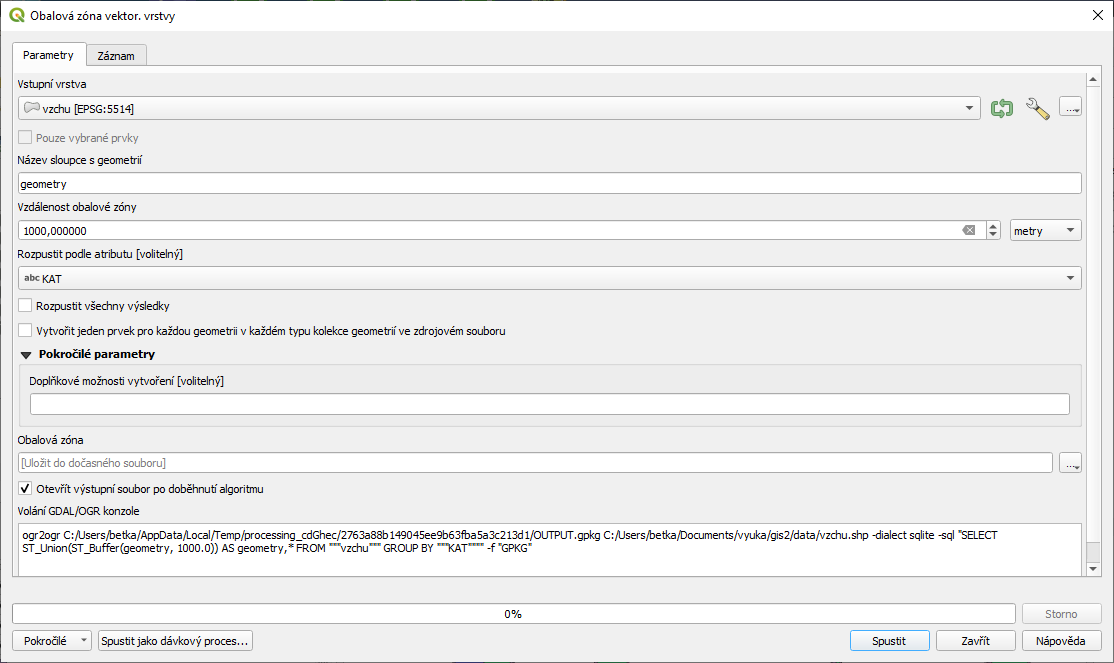 Obalová zóna vektor. vrstvy
Parametry
Záznam
Vstupní vrstva
vzchu [EPSG:5514]
...
Pouze vybrané prvky
Název sloupce s geometrií
geometry
Vzdálenost obalové zóny
1000,000000
metry
Rozpustit podle atributu [volitelný]
abc KAT
Rozpustit všechny výsledky
Vytvořit jeden prvek pro každou geometrii v každém typu kolekce geometrií ve zdrojovém souboru
Pokročilé parametry
Doplňkové možnosti vytvoření [volitelný]
Obalová zóna
[Uložit do dočasného souboru]
...
Otevřít výstupní soubor po doběhnutí algoritmu
Volání GDAL/OGR konzole
ogr2ogr C:/Users/betka/AppData/Local/Temp/processing_cdGhec/2763a88b149045ee9b63fba5a3c213d1/OUTPUT.gpkg C:/Users/betka/Documents/vyuka/gis2/data/vzchu.shp -dialect sqlite -sql "SELECT
ST_Union(ST_Buffer(geometry, 1000.0)) AS geometry,* FROM """vzchu""" GROUP BY """KAT"""" -f "GPKG"
0%
Storno
Pokročilé
Spustit jako dávkový proces...
Spustit
Zavřít
Nápověda